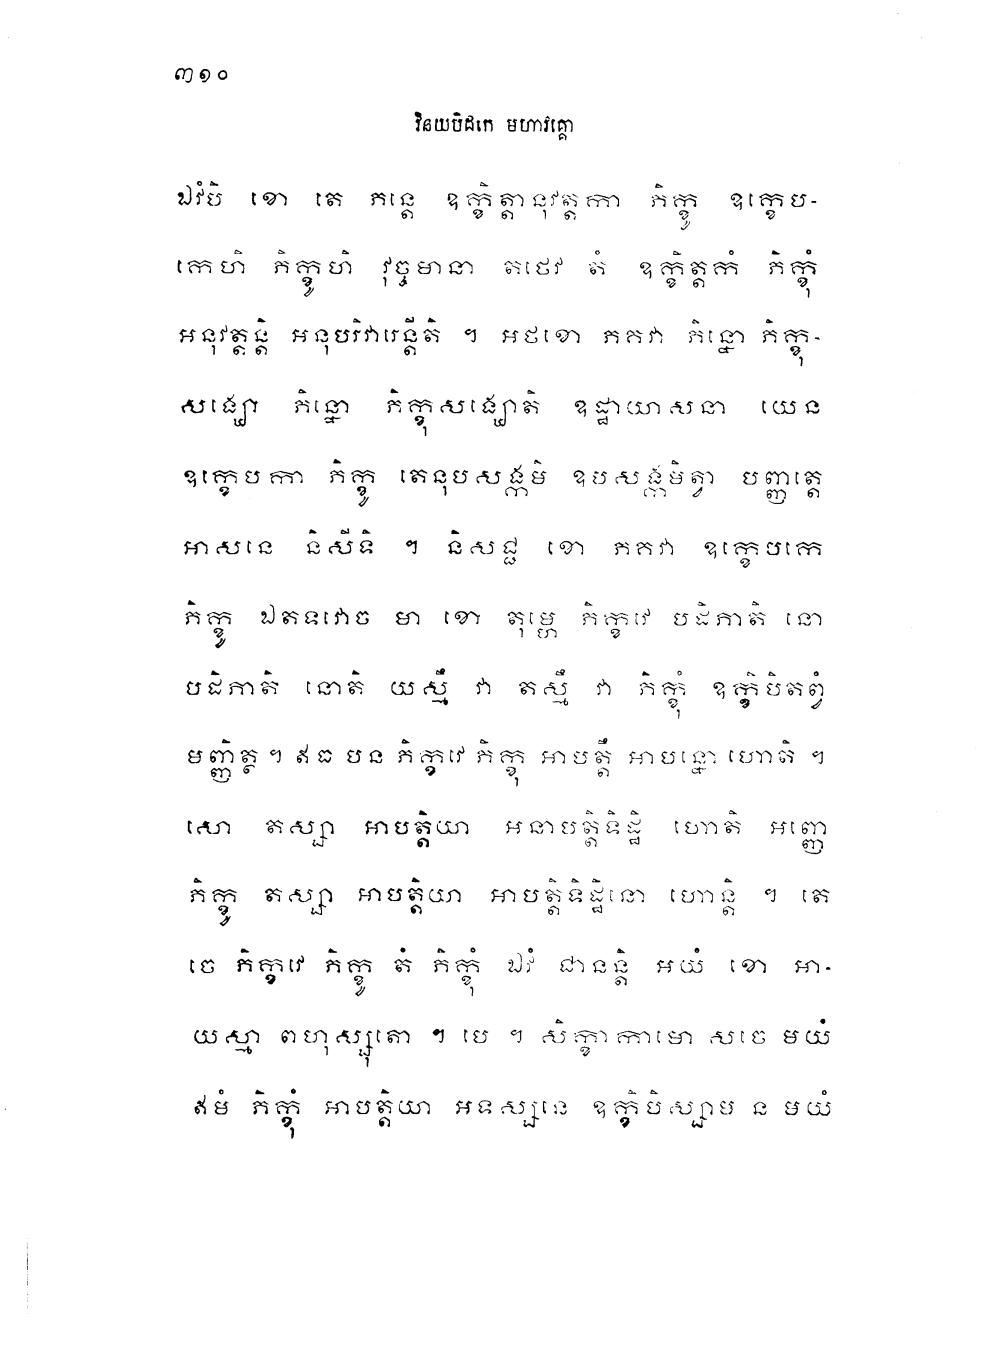 ៣១០
វិនយបិដកេ មហាវគ្គោ
ឯវំបិ ខោ តេ ភន្តេ ឧក្ខិត្តានុវត្តកា ភិក្ខូ ឧក្ខេប-
កេហិ ភិក្ខូហិ វុច្ចមានា តថេវ តំ ឧក្ខិត្តកំ ភិក្ខុំ
អនុវត្តន្តិ អនុបរិវារេន្តីតិ ។ អថខោ ភគវា ភិន្នោ ភិក្ខុ-
សង្ឃោ ភិន្នោ ភិក្ខុសង្ឃោតិ ឧដ្ឋាយាសនា យេន
ឧក្ខេបកា ភិក្ខូ តេនុបសង្កមិ ឧបសង្កមិត្វា បញ្ញត្តេ
អាសនេ និសីទិ ។ និសជ្ជ ខោ ភគវា ឧក្ខេបកេ
ភិក្ខូ ឯតទវោច មា ខោ តុម្ហេ ភិក្ខវេ បដិភាតិ នោ
បដិភាតិ នោតិ យស្មឹ វា តស្មឹ វា ភិក្ខុំ ឧក្ខិបិតព្វំ
មញ្ញិត្ថ ។ ឥធ បន ភិក្ខវេ ភិក្ខុ អាបត្តឹ អាបន្នោ ហោតិ ។
សោ តស្សា អាបត្តិយា អនាបត្តិទិដ្ឋិ ហោតិ អញ្ញេ
ភិក្ខូ តស្សា អាបត្តិយា អាបត្តិទិដ្ឋិនោ ហោន្តិ ។ តេ
ចេ ភិក្ខវេ ភិក្ខូ តំ ភិក្ខុំ ឯវំ ជានន្តិ អយំ ខោ អា-
យស្មា ពហុស្សុតោ ។ បេ ។ សិក្ខាកាមោ សចេ មយំ
ឥមំ ភិក្ខុំ អាបត្តិយា អទស្សនេ ឧក្ខិបិស្សាម ន មយំ